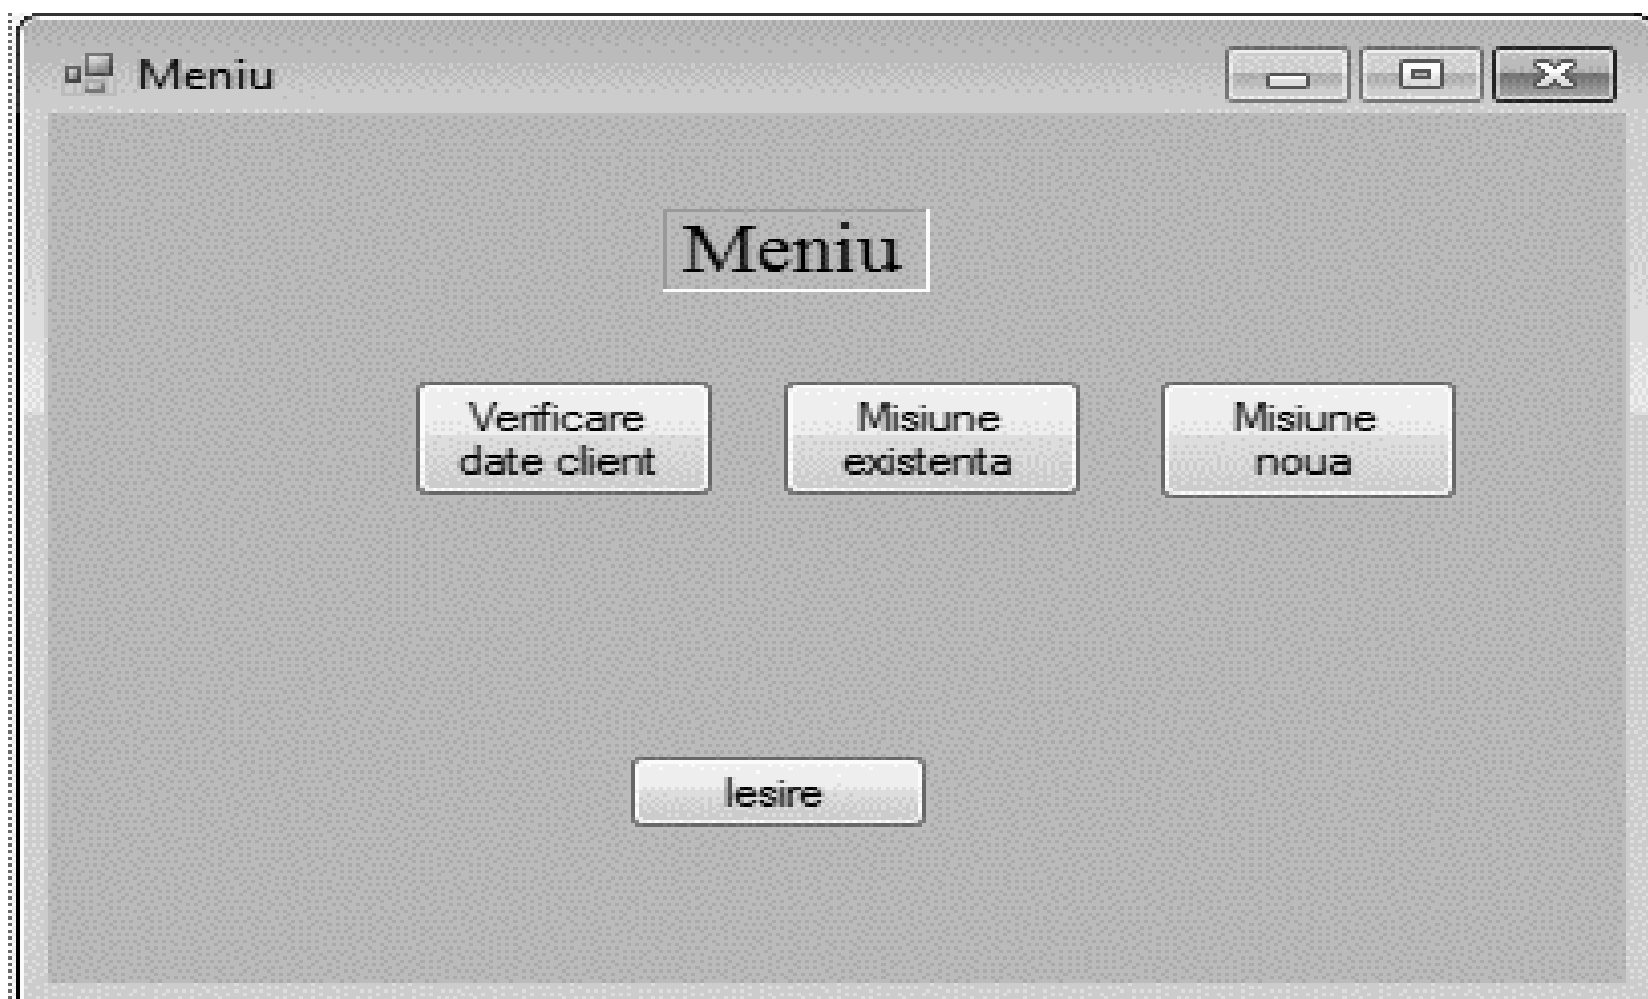 Meniu
Meniu
Verificare
date client
Misiune
existenta
Misiune
noua
Iesire